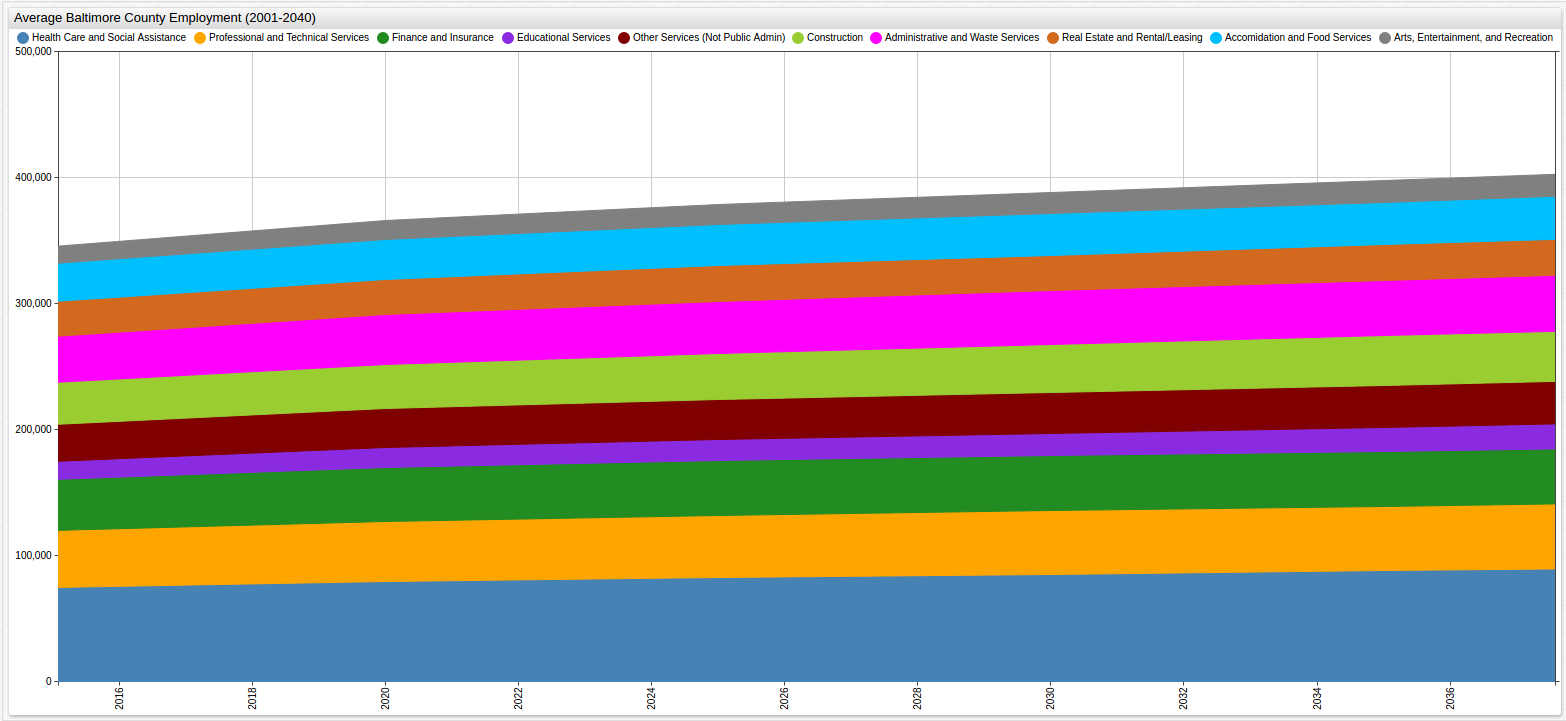 Average Baltimore County Employment (2001-2040)
Health Care and Social Assistance Professional and Technical Services Finance and Insurance Educational Services Other Services (Not Public Admin) Construction Administrative and Waste Services Real Estate and Rental/Leasing Accomidation and Food Services Arts, Entertainment, and Recreation
500,000
400,000
300,000
200,000
100,000
0
2016 2018 2020 2022 2024 2026 2028 2030 2032 2034 2036